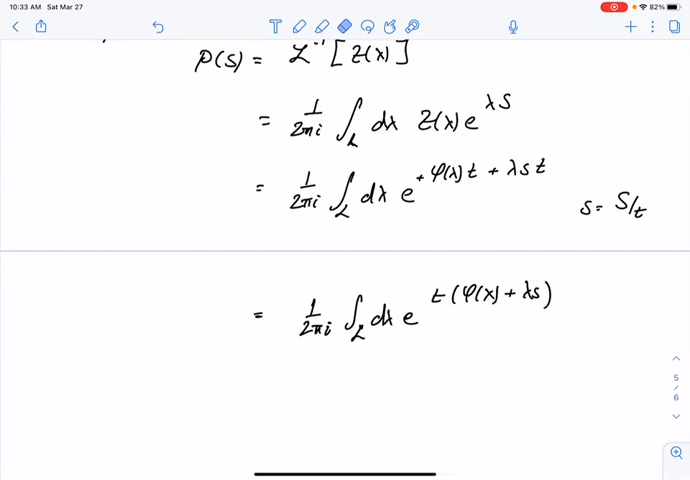 10:33 AM Sat Mar 27
82%
P(S) = ℒ⁻¹ [Z(λ)]
= 1/2πi ∫_L dλ Z(λ) e^{λS}
= 1/2πi ∫_L dλ e^{+φ(λ)t + λst}
s = S/t
= 1/2πi ∫_L dλ e^{t(φ(λ) + λs)}
5
/
6